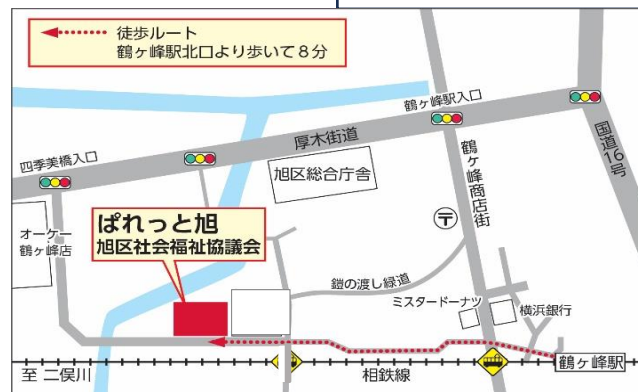 徒歩ルート
鶴ヶ峰駅北口より歩いて8分
鶴ヶ峰駅入口
厚木街道
国道16号
四季美橋入口
旭区総合庁舎
鶴ヶ峰商店街
〒
オーケー
鶴ヶ峰店
ぱれっと旭
旭区社会福祉協議会
鎧の渡し緑道
ミスタードーナツ
横浜銀行
至 二俣川
相鉄線
鶴ヶ峰駅